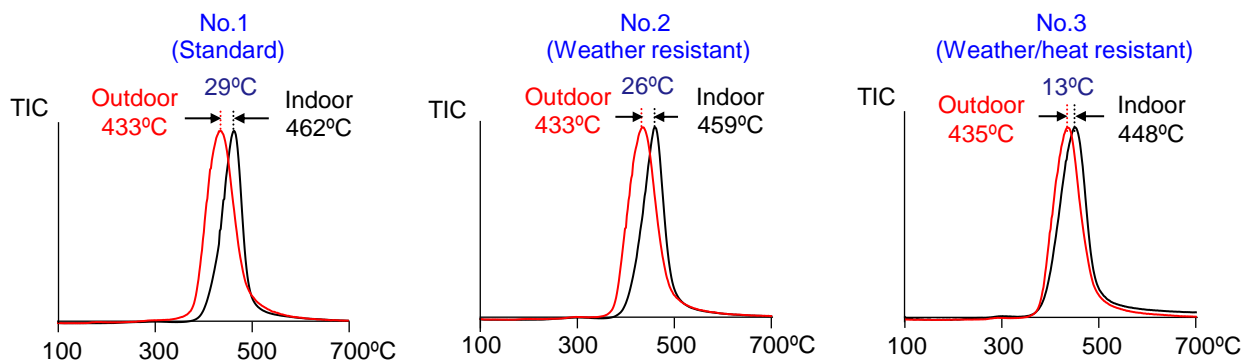 No.1
(Standard)
29ºC
TIC
Outdoor
433ºC
Indoor
462ºC
100
300
500
700ºC
No.2
(Weather resistant)
26ºC
TIC
Outdoor
433ºC
Indoor
459ºC
100
300
500
700ºC
No.3
(Weather/heat resistant)
13ºC
TIC
Outdoor
435ºC
Indoor
448ºC
100
300
500
700ºC